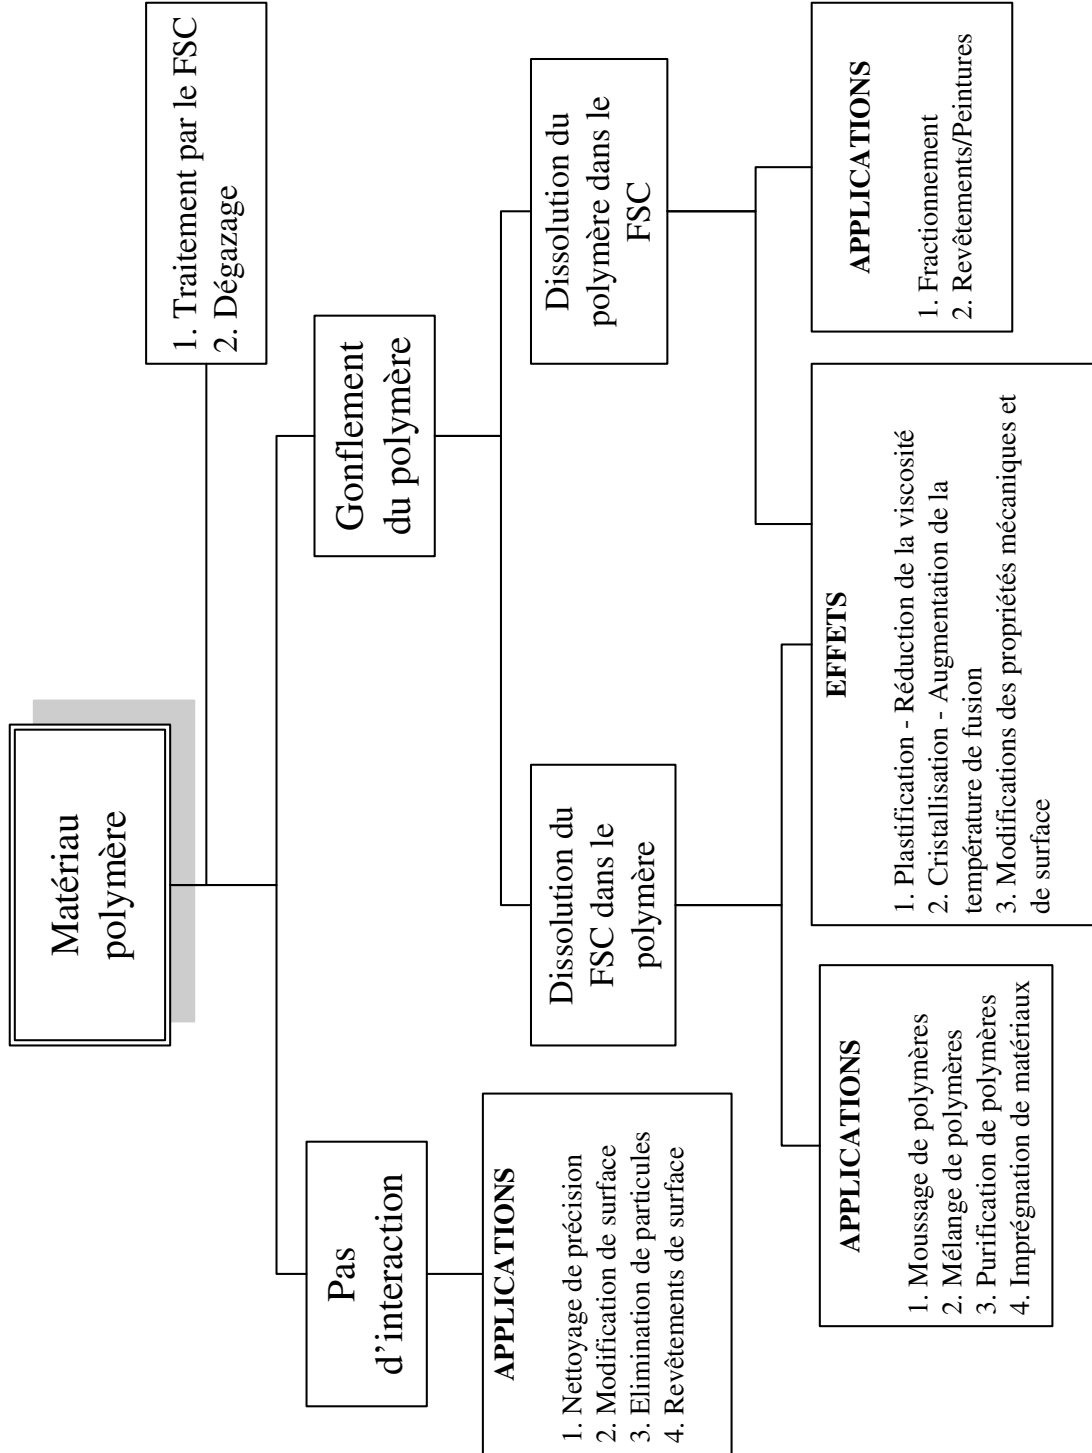 Matériau
polymère
1. Traitement par le FSC
2. Dégazage
Pas
d'interaction
Gonflement
du polymère
APPLICATIONS
1. Nettoyage de précision
2. Modification de surface
3. Elimination de particules
4. Revêtements de surface
Dissolution du
FSC dans le
polymère
Dissolution du
polymère dans le
FSC
APPLICATIONS
1. Moussage de polymères
2. Mélange de polymères
3. Purification de polymères
4. Imprégnation de matériaux
EFFETS
1. Plastification - Réduction de la viscosité
2. Cristallisation - Augmentation de la
température de fusion
3. Modifications des propriétés mécaniques et
de surface
APPLICATIONS
1. Fractionnement
2. Revêtements/Peintures